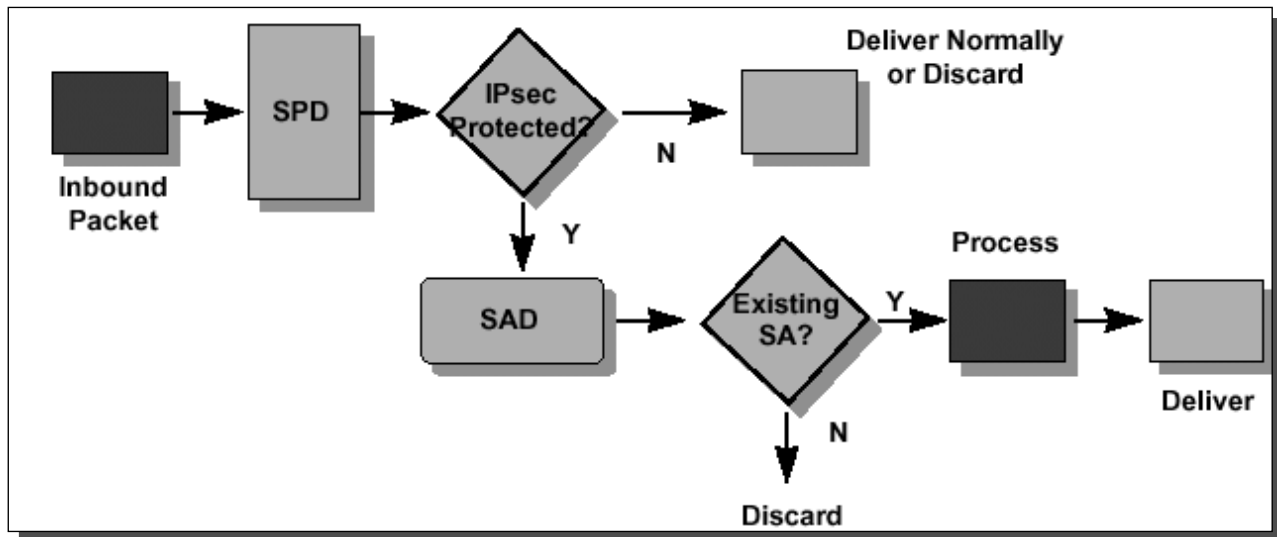 Inbound
Packet
SPD
IPsec
Protected?
N
Deliver Normally
or Discard
Y
SAD
Existing
SA?
Y
Process
Deliver
N
Discard